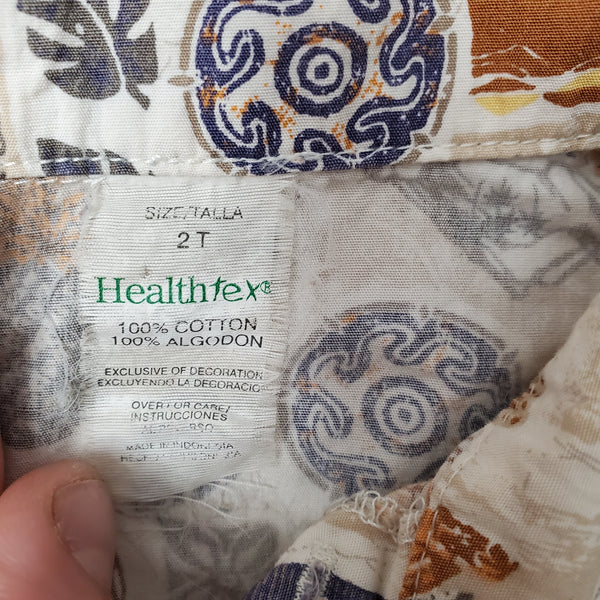 SIZE/TALLA
2T
Healthtex®
100% COTTON
100% ALGODON
EXCLUSIVE OF DECORATION
EXCLUYENDO LA DECORACIO
OVER FOR CARE/
INSTRUCCIONES
MADE IN INDONESIA